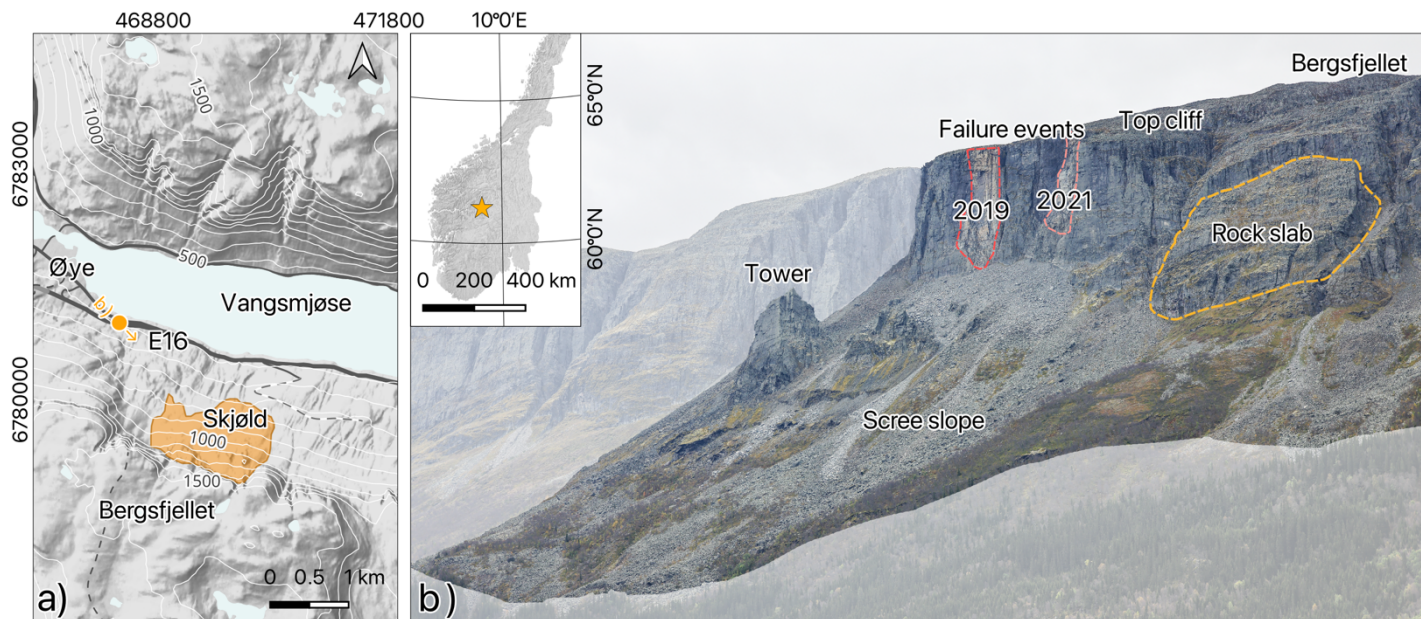 468800
471800
10°0'E
1500
1000
6783000
500
Øye
Vangsmjøse
b)
E16
6780000
Skjøld
1000
1500
Bergsfjellet
0 0.5 1 km
a)
65°N
60°N
0 200 400 km
Bergsfjellet
Failure events
Top cliff
2019
2021
Rock slab
Tower
Scree slope
b)